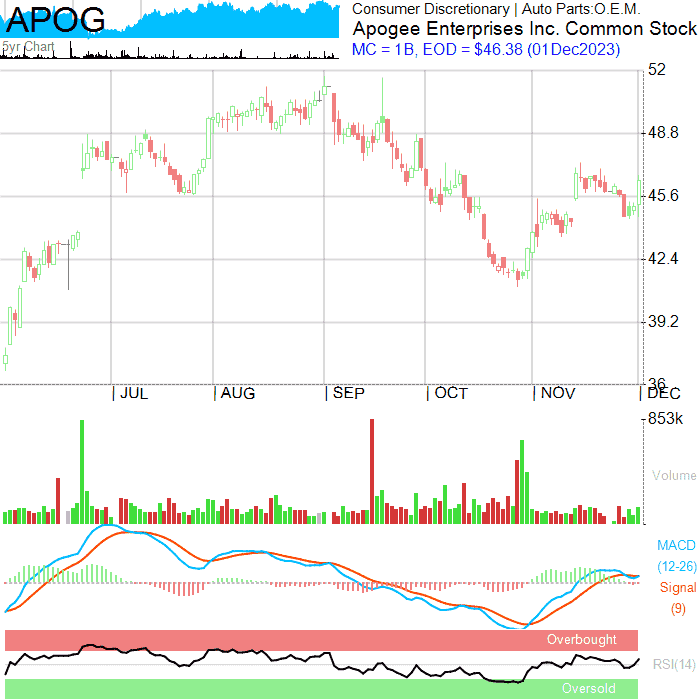 APOG
5yr Chart
Consumer Discretionary | Auto Parts:O.E.M.
Apogee Enterprises Inc. Common Stock
MC = 1B, EOD = $46.38 (01Dec2023)
52
48.8
45.6
42.4
39.2
36
| JUL | AUG | SEP | OCT | NOV | DEC
853k
Volume
MACD
(12-26)
Signal
(9)
Overbought
RSI(14)
Oversold